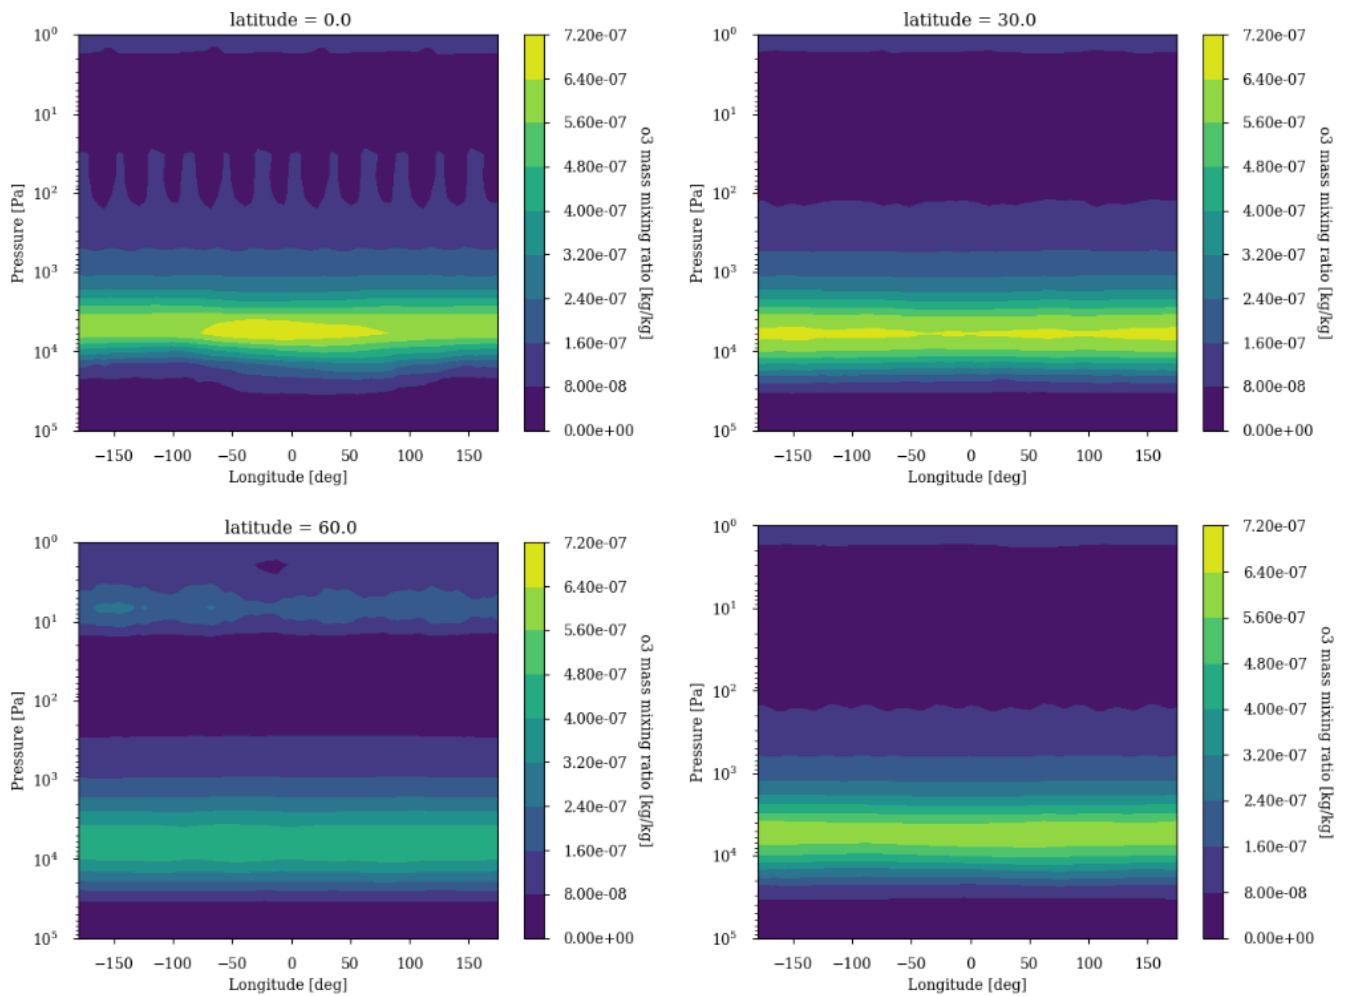 latitude = 0.0
10⁰
10¹
10²
10³
10⁴
10⁵
Pressure [Pa]
−150 −100 −50 0 50 100 150
Longitude [deg]
7.20e-07
6.40e-07
5.60e-07
4.80e-07
4.00e-07
3.20e-07
2.40e-07
1.60e-07
8.00e-08
0.00e+00
o3 mass mixing ratio [kg/kg]
latitude = 30.0
10⁰
10¹
10²
10³
10⁴
10⁵
Pressure [Pa]
−150 −100 −50 0 50 100 150
Longitude [deg]
7.20e-07
6.40e-07
5.60e-07
4.80e-07
4.00e-07
3.20e-07
2.40e-07
1.60e-07
8.00e-08
0.00e+00
o3 mass mixing ratio [kg/kg]
latitude = 60.0
10⁰
10¹
10²
10³
10⁴
10⁵
Pressure [Pa]
−150 −100 −50 0 50 100 150
Longitude [deg]
7.20e-07
6.40e-07
5.60e-07
4.80e-07
4.00e-07
3.20e-07
2.40e-07
1.60e-07
8.00e-08
0.00e+00
o3 mass mixing ratio [kg/kg]
10⁰
10¹
10²
10³
10⁴
10⁵
Pressure [Pa]
−150 −100 −50 0 50 100 150
Longitude [deg]
7.20e-07
6.40e-07
5.60e-07
4.80e-07
4.00e-07
3.20e-07
2.40e-07
1.60e-07
8.00e-08
0.00e+00
o3 mass mixing ratio [kg/kg]